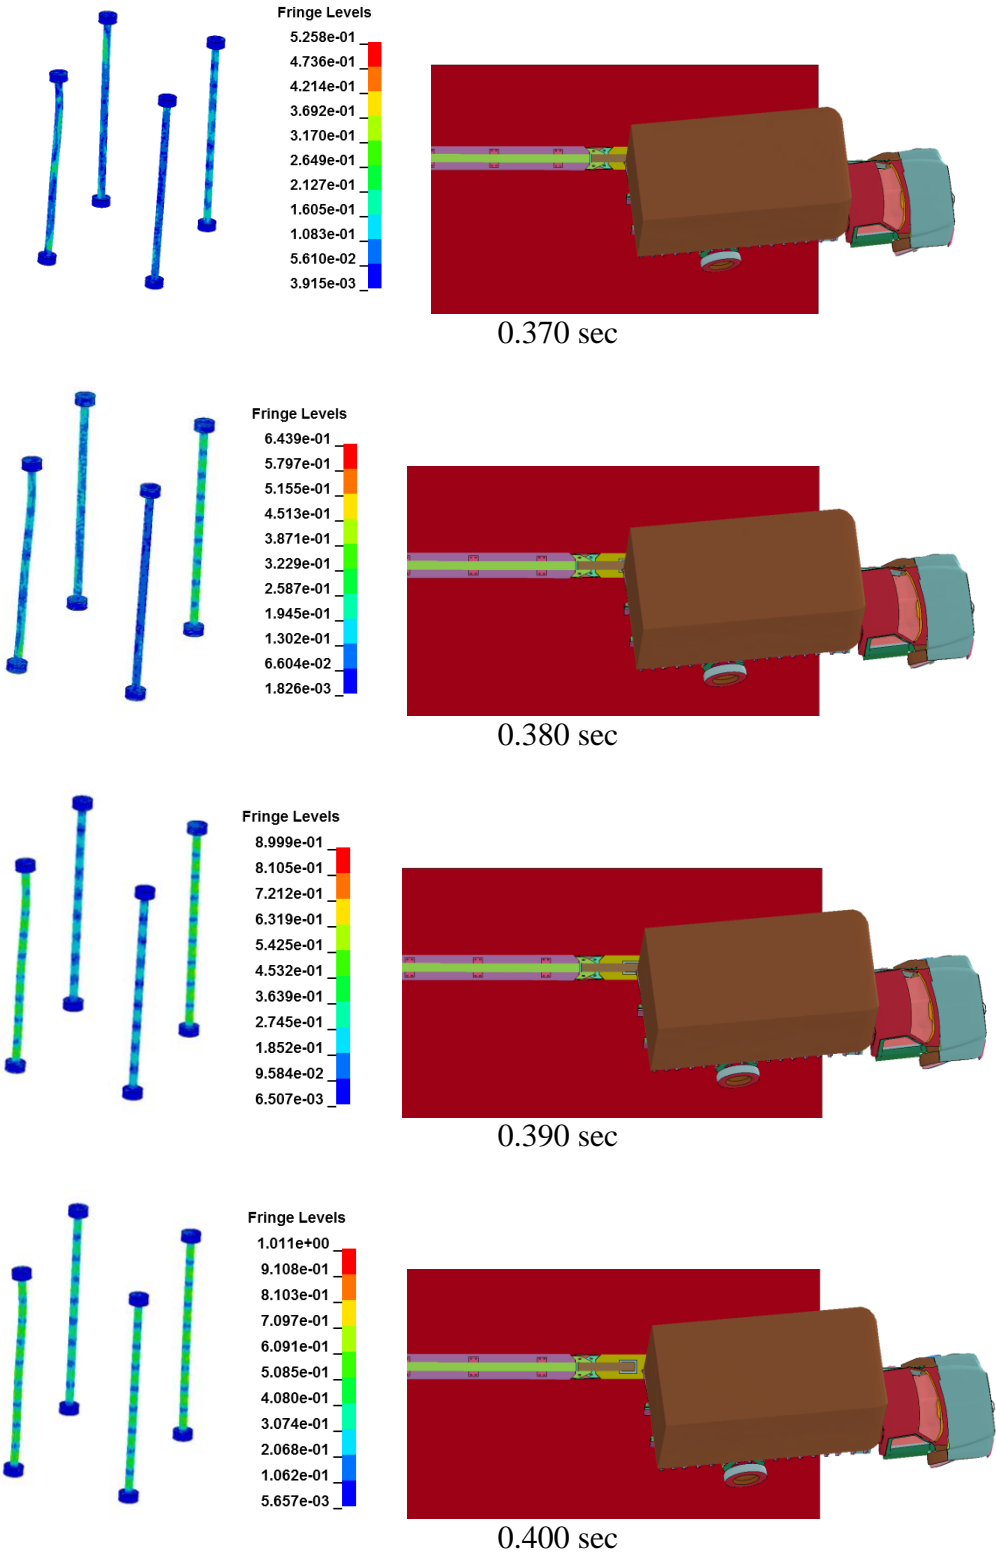 Fringe Levels
5.258e-01
4.736e-01
4.214e-01
3.692e-01
3.170e-01
2.649e-01
2.127e-01
1.605e-01
1.083e-01
5.610e-02
3.915e-03
0.370 sec
Fringe Levels
6.439e-01
5.797e-01
5.155e-01
4.513e-01
3.871e-01
3.229e-01
2.587e-01
1.945e-01
1.302e-01
6.604e-02
1.826e-03
0.380 sec
Fringe Levels
8.999e-01
8.105e-01
7.212e-01
6.319e-01
5.425e-01
4.532e-01
3.639e-01
2.745e-01
1.852e-01
9.584e-02
6.507e-03
0.390 sec
Fringe Levels
1.011e+00
9.108e-01
8.103e-01
7.097e-01
6.091e-01
5.085e-01
4.080e-01
3.074e-01
2.068e-01
1.062e-01
5.657e-03
0.400 sec